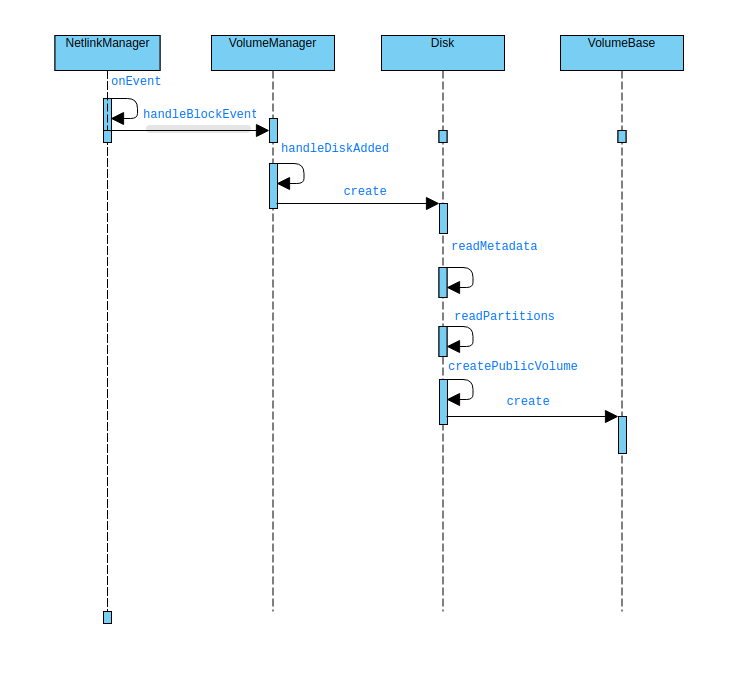 NetlinkManager
VolumeManager
Disk
VolumeBase
onEvent
handleBlockEvent
handleDiskAdded
create
readMetadata
readPartitions
createPublicVolume
create